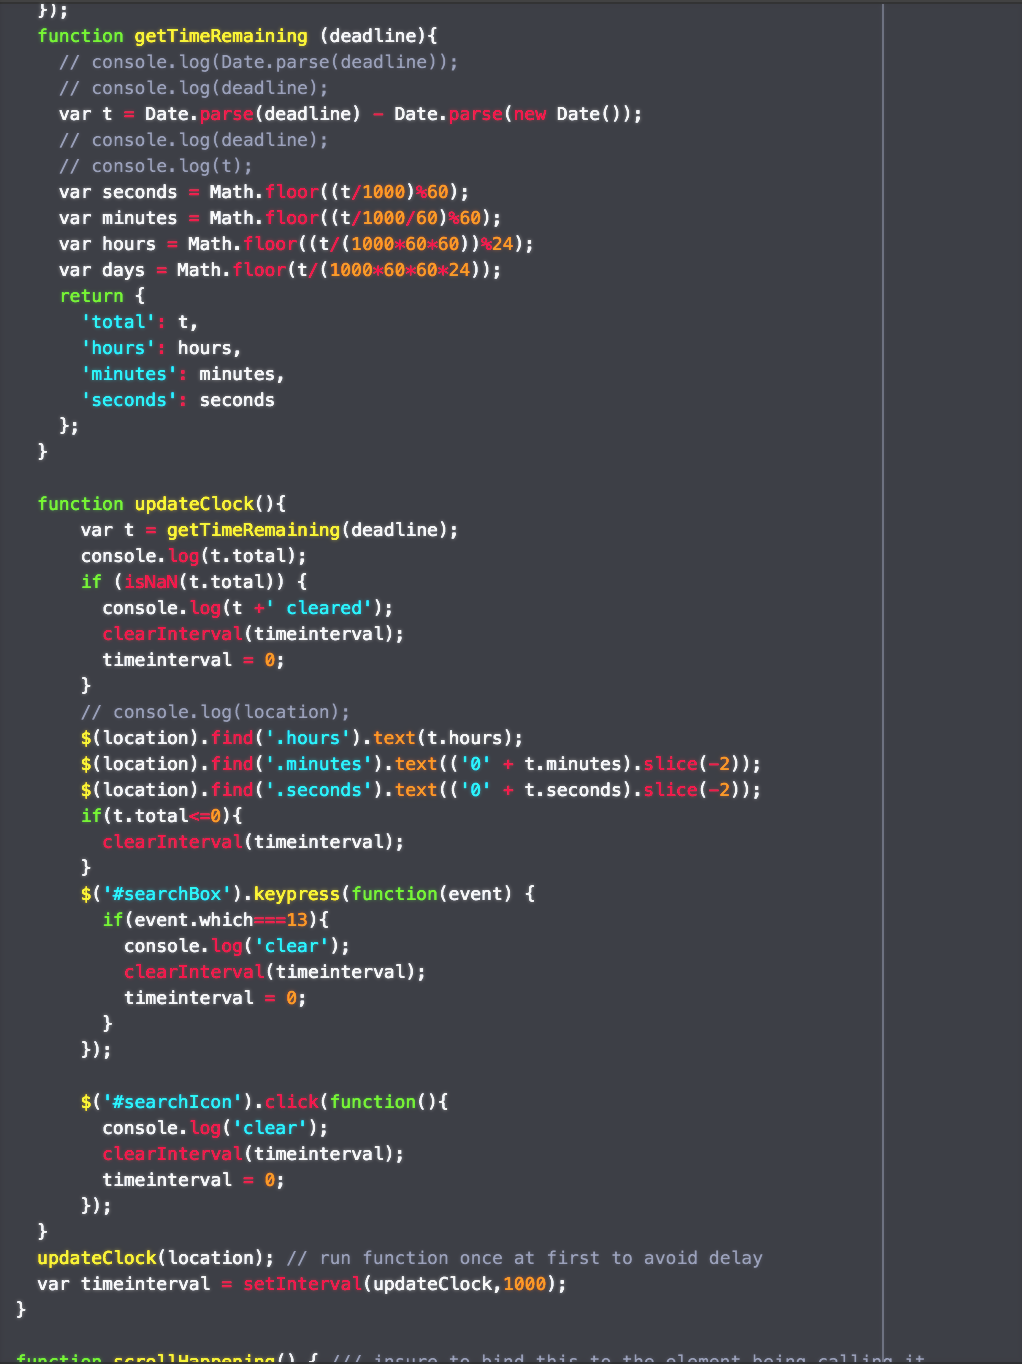 });
function getTimeRemaining (deadline){
// console.log(Date.parse(deadline));
// console.log(deadline);
var t = Date.parse(deadline) - Date.parse(new Date());
// console.log(deadline);
// console.log(t);
var seconds = Math.floor((t/1000)%60);
var minutes = Math.floor((t/1000/60)%60);
var hours = Math.floor((t/(1000*60*60))%24);
var days = Math.floor(t/(1000*60*60*24));
return {
'total': t,
'hours': hours,
'minutes': minutes,
'seconds': seconds
};
}
function updateClock(){
var t = getTimeRemaining(deadline);
console.log(t.total);
if (isNaN(t.total)) {
console.log(t +' cleared');
clearInterval(timeinterval);
timeinterval = 0;
}
// console.log(location);
$(location).find('.hours').text(t.hours);
$(location).find('.minutes').text(('0' + t.minutes).slice(-2));
$(location).find('.seconds').text(('0' + t.seconds).slice(-2));
if(t.total<=0){
clearInterval(timeinterval);
}
$('#searchBox').keypress(function(event) {
if(event.which===13){
console.log('clear');
clearInterval(timeinterval);
timeinterval = 0;
}
});
$('#searchIcon').click(function(){
console.log('clear');
clearInterval(timeinterval);
timeinterval = 0;
});
}
updateClock(location); // run function once at first to avoid delay
var timeinterval = setInterval(updateClock,1000);
}
function scrollHappening() { /// insure to bind this to the element being calling it